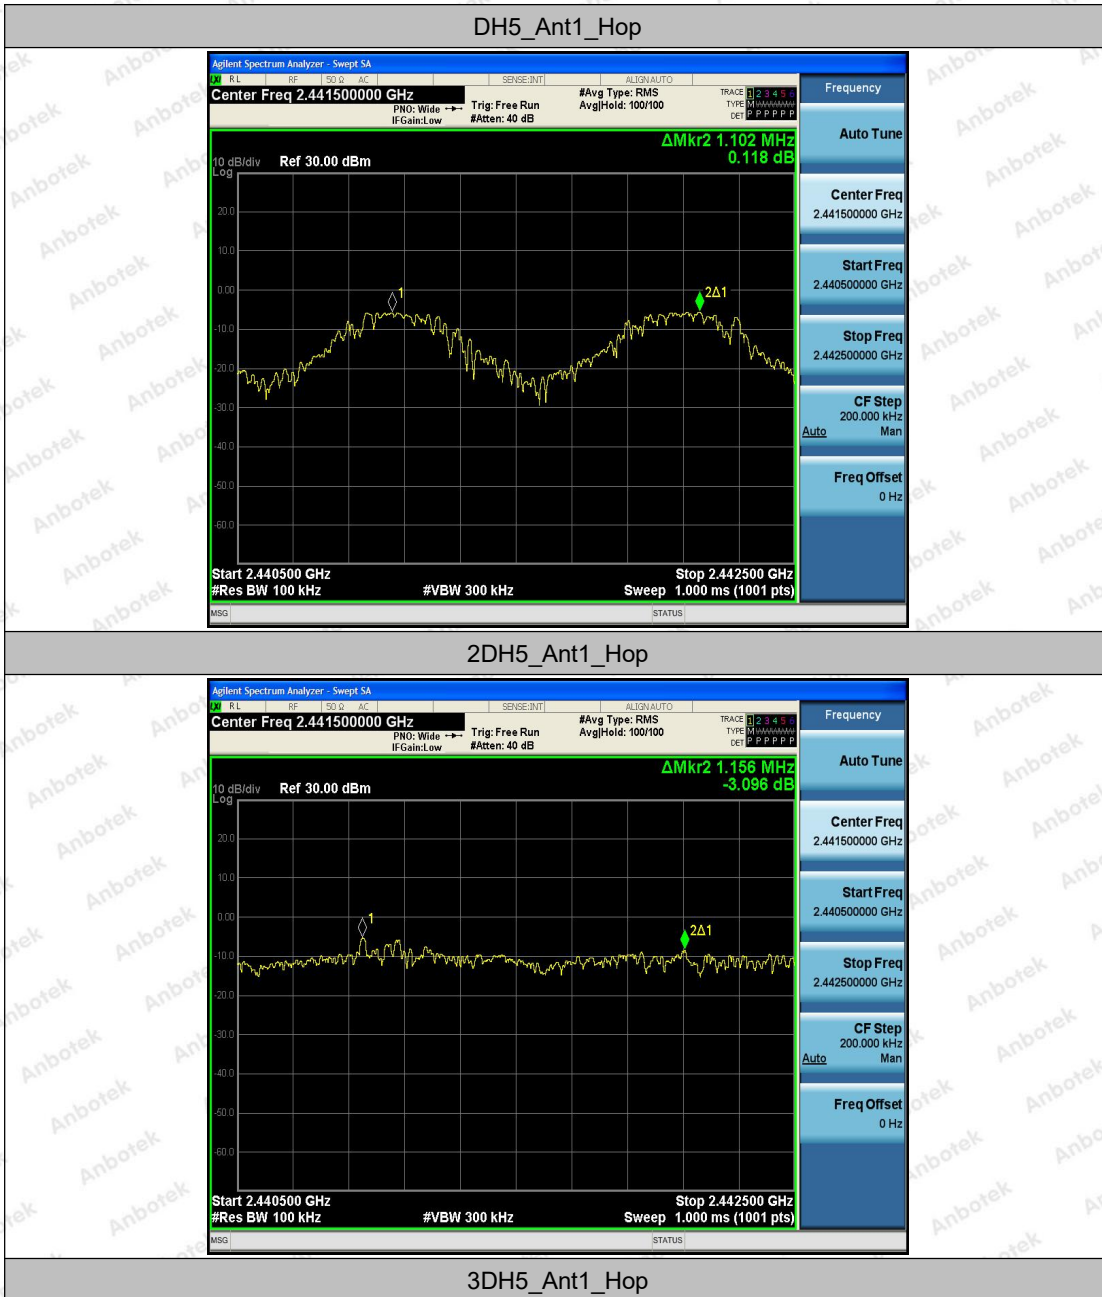 DH5_Ant1_Hop
Agilent Spectrum Analyzer - Swept SA
LXI RL RF 50 Ω AC SENSE:INT ALIGNAUTO
Center Freq 2.441500000 GHz
PNO: Wide
IFGain:Low
Trig: Free Run
#Atten: 40 dB
#Avg Type: RMS
Avg|Hold: 100/100
TRACE 1 2 3 4 5 6
TYPE M
DET P P P P P P
ΔMkr2 1.102 MHz
0.118 dB
10 dB/div Ref 30.00 dBm
Log
20.0
10.0
0.00
-10.0
-20.0
-30.0
-40.0
-50.0
-60.0
1
2Δ1
Start 2.440500 GHz
Stop 2.442500 GHz
#Res BW 100 kHz #VBW 300 kHz Sweep 1.000 ms (1001 pts)
MSG STATUS
Frequency
Auto Tune
Center Freq
2.441500000 GHz
Start Freq
2.440500000 GHz
Stop Freq
2.442500000 GHz
CF Step
200.000 kHz
Auto Man
Freq Offset
0 Hz
2DH5_Ant1_Hop
Agilent Spectrum Analyzer - Swept SA
LXI RL RF 50 Ω AC SENSE:INT ALIGNAUTO
Center Freq 2.441500000 GHz
PNO: Wide
IFGain:Low
Trig: Free Run
#Atten: 40 dB
#Avg Type: RMS
Avg|Hold: 100/100
TRACE 1 2 3 4 5 6
TYPE M
DET P P P P P P
ΔMkr2 1.156 MHz
-3.096 dB
10 dB/div Ref 30.00 dBm
Log
20.0
10.0
0.00
-10.0
-20.0
-30.0
-40.0
-50.0
-60.0
1
2Δ1
Start 2.440500 GHz
Stop 2.442500 GHz
#Res BW 100 kHz #VBW 300 kHz Sweep 1.000 ms (1001 pts)
MSG STATUS
Frequency
Auto Tune
Center Freq
2.441500000 GHz
Start Freq
2.440500000 GHz
Stop Freq
2.442500000 GHz
CF Step
200.000 kHz
Auto Man
Freq Offset
0 Hz
3DH5_Ant1_Hop
Anbotek